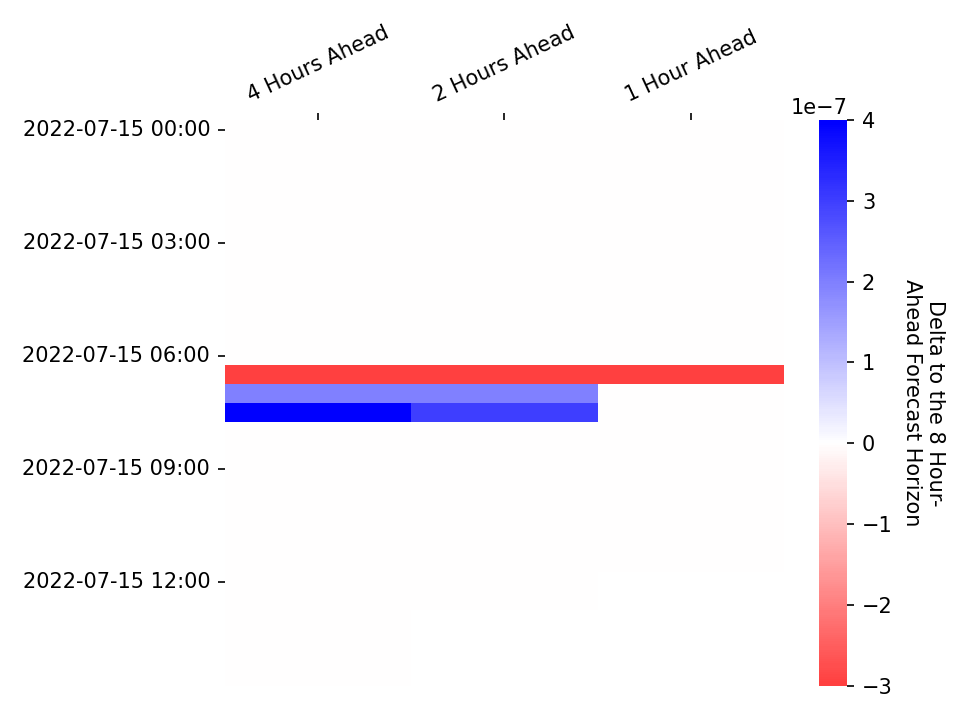 4 Hours Ahead
2 Hours Ahead
1 Hour Ahead
2022-07-15 00:00
2022-07-15 03:00
2022-07-15 06:00
2022-07-15 09:00
2022-07-15 12:00
1e−7
4
3
2
1
0
−1
−2
−3
Delta to the 8 Hour-
Ahead Forecast Horizon